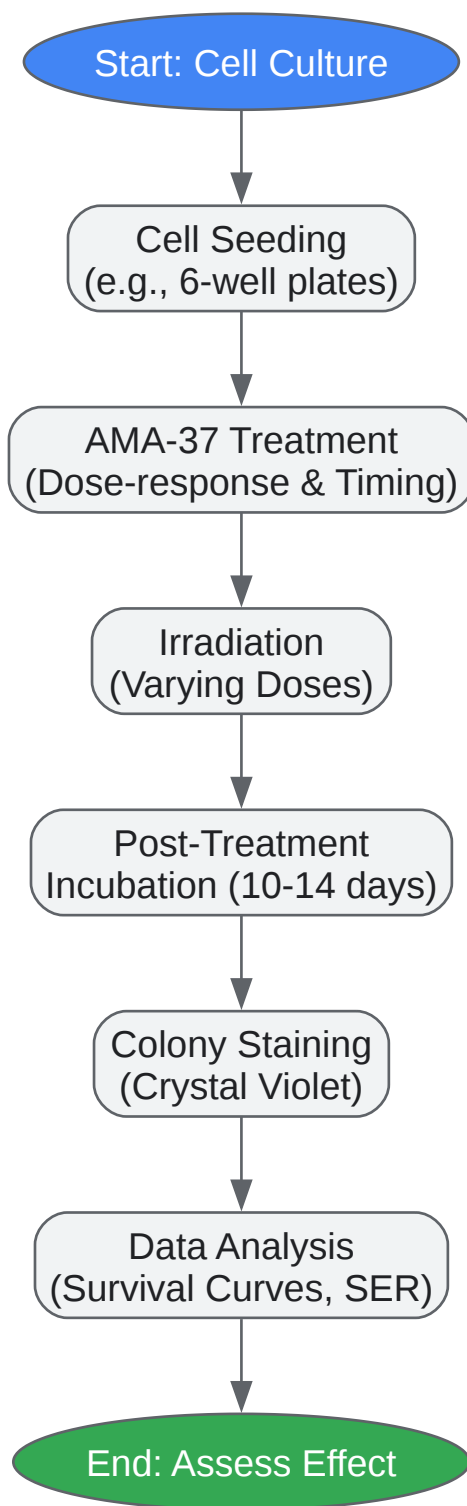 Start: Cell Culture
Cell Seeding
(e.g., 6-well plates)
AMA-37 Treatment
(Dose-response & Timing)
Irradiation
(Varying Doses)
Post-Treatment
Incubation (10-14 days)
Colony Staining
(Crystal Violet)
Data Analysis
(Survival Curves, SER)
End: Assess Effect